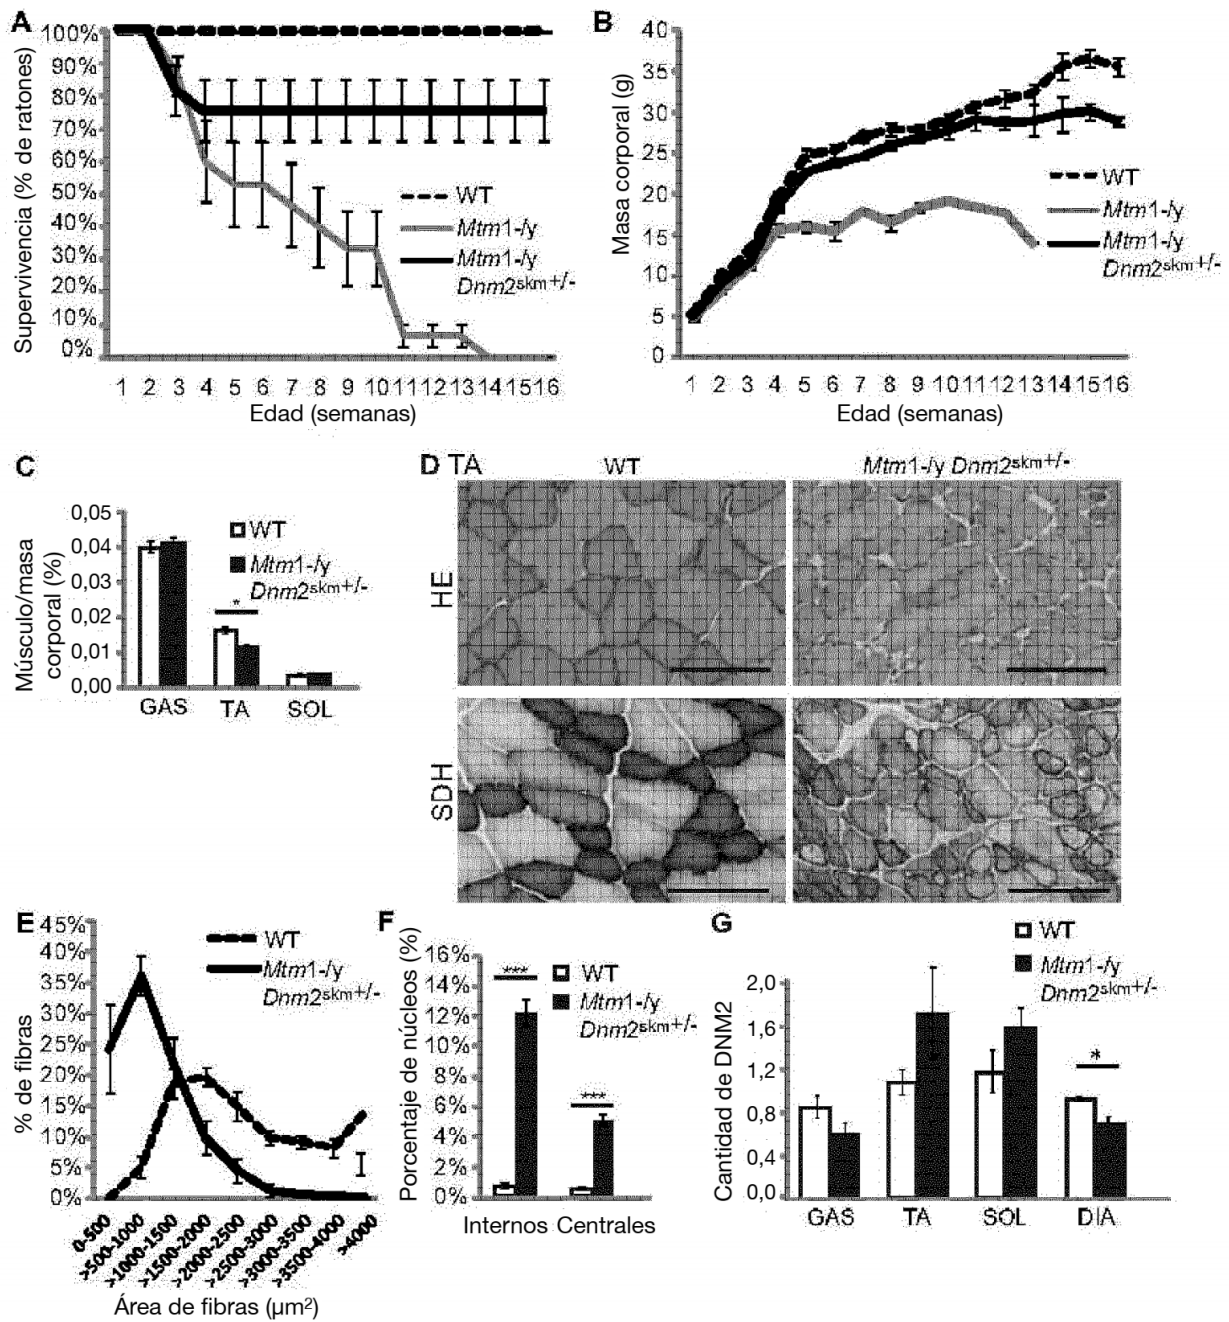 A
Supervivencia (% de ratones)
100%
90%
80%
70%
60%
50%
40%
30%
20%
10%
0%
WT
Mtm1-/y
Mtm1-/y
Dnm2skm+/-
1 2 3 4 5 6 7 8 9 10 11 12 13 14 15 16
Edad (semanas)
B
Masa corporal (g)
40
35
30
25
20
15
10
5
0
WT
Mtm1-/y
Mtm1-/y
Dnm2skm+/-
1 2 3 4 5 6 7 8 9 10 11 12 13 14 15 16
Edad (semanas)
C
Músculo/masa
corporal (%)
0,05
0,04
0,03
0,02
0,01
0,00
WT
Mtm1-/y
Dnm2skm+/-
*
GAS TA SOL
D TA WT Mtm1-/y Dnm2skm+/-
HE
SDH
E
% de fibras
45%
40%
35%
30%
25%
20%
15%
10%
5%
0%
WT
Mtm1-/y
Dnm2skm+/-
0-500
>500-1000
>1000-1500
>1500-2000
>2000-2500
>2500-3000
>3000-3500
>3500-4000
>4000
Área de fibras (µm²)
F
Porcentaje de núcleos (%)
16%
14%
12%
10%
8%
6%
4%
2%
0%
WT
Mtm1-/y
Dnm2skm+/-
***
***
Internos Centrales
G
Cantidad de DNM2
WT
Mtm1-/y
Dnm2skm+/-
2,0
1,6
1,2
0,8
0,4
0,0
*
GAS TA SOL DIA